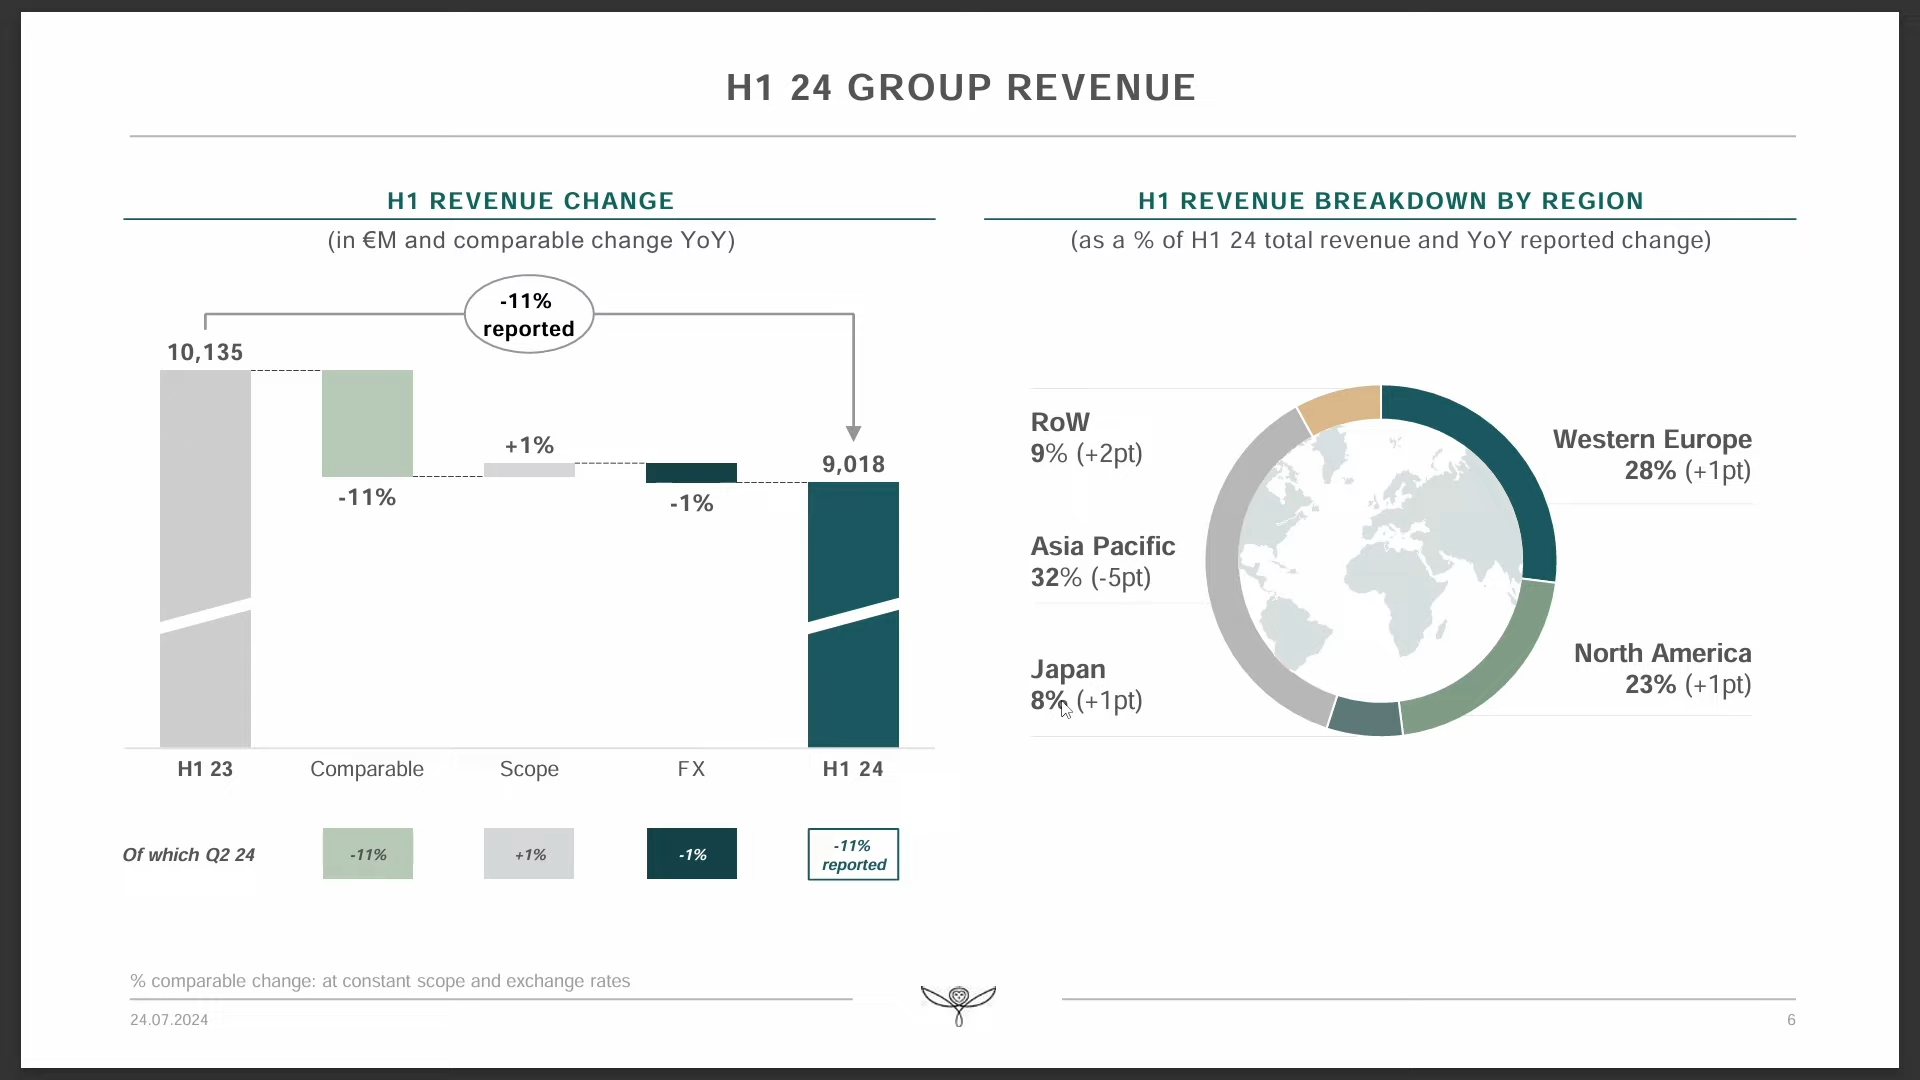 H1 24 GROUP REVENUE
H1 REVENUE CHANGE
(in €M and comparable change YoY)
-11%
reported
10,135
-11%
+1%
-1%
9,018
H1 23
Comparable
Scope
FX
H1 24
Of which Q2 24
-11%
+1%
-1%
-11%
reported
H1 REVENUE BREAKDOWN BY REGION
(as a % of H1 24 total revenue and YoY reported change)
RoW
9% (+2pt)
Asia Pacific
32% (-5pt)
Japan
8% (+1pt)
Western Europe
28% (+1pt)
North America
23% (+1pt)
% comparable change: at constant scope and exchange rates
24.07.2024
6